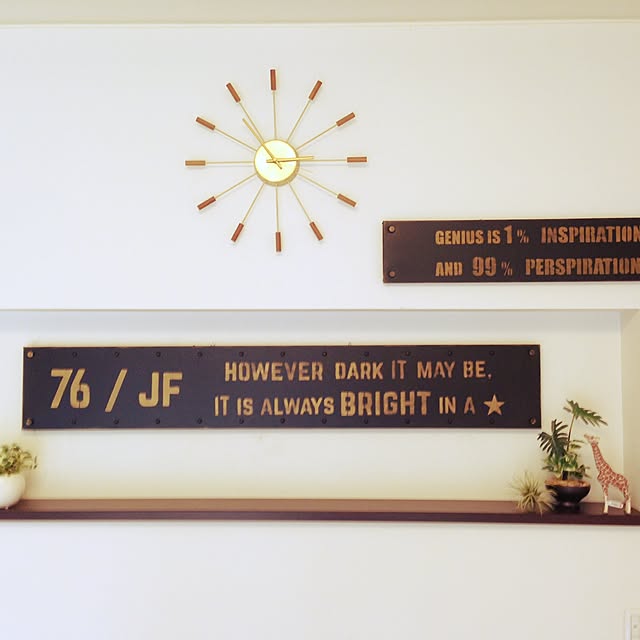 GENIUS IS 1 % INSPIRATION
AND 99 % PERSPIRATION
76 / JF
HOWEVER DARK IT MAY BE,
IT IS ALWAYS BRIGHT IN A ★